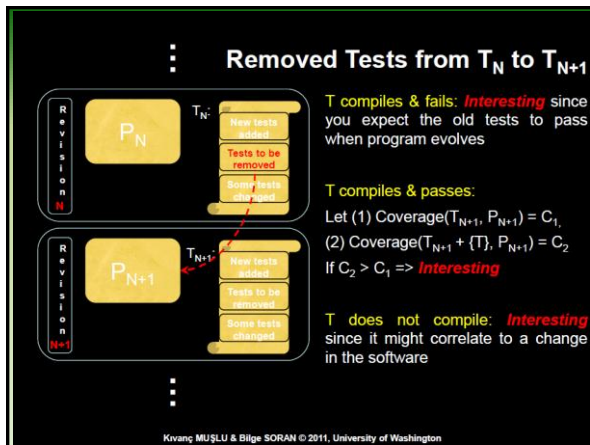 Removed Tests from TN to TN+1
Revision N
PN
TN:
New tests
added
Tests to be
removed
Some tests
changed
T compiles & fails: Interesting since
you expect the old tests to pass
when program evolves
T compiles & passes:
Let (1) Coverage(TN+1, PN+1) = C1,
(2) Coverage(TN+1 + {T}, PN+1) = C2
If C2 > C1 => Interesting
T does not compile: Interesting
since it might correlate to a change
in the software
Revision N+1
PN+1
TN+1:
New tests
added
Tests to be
removed
Some tests
changed
Kıvanç MUŞLU & Bilge SORAN © 2011, University of Washington